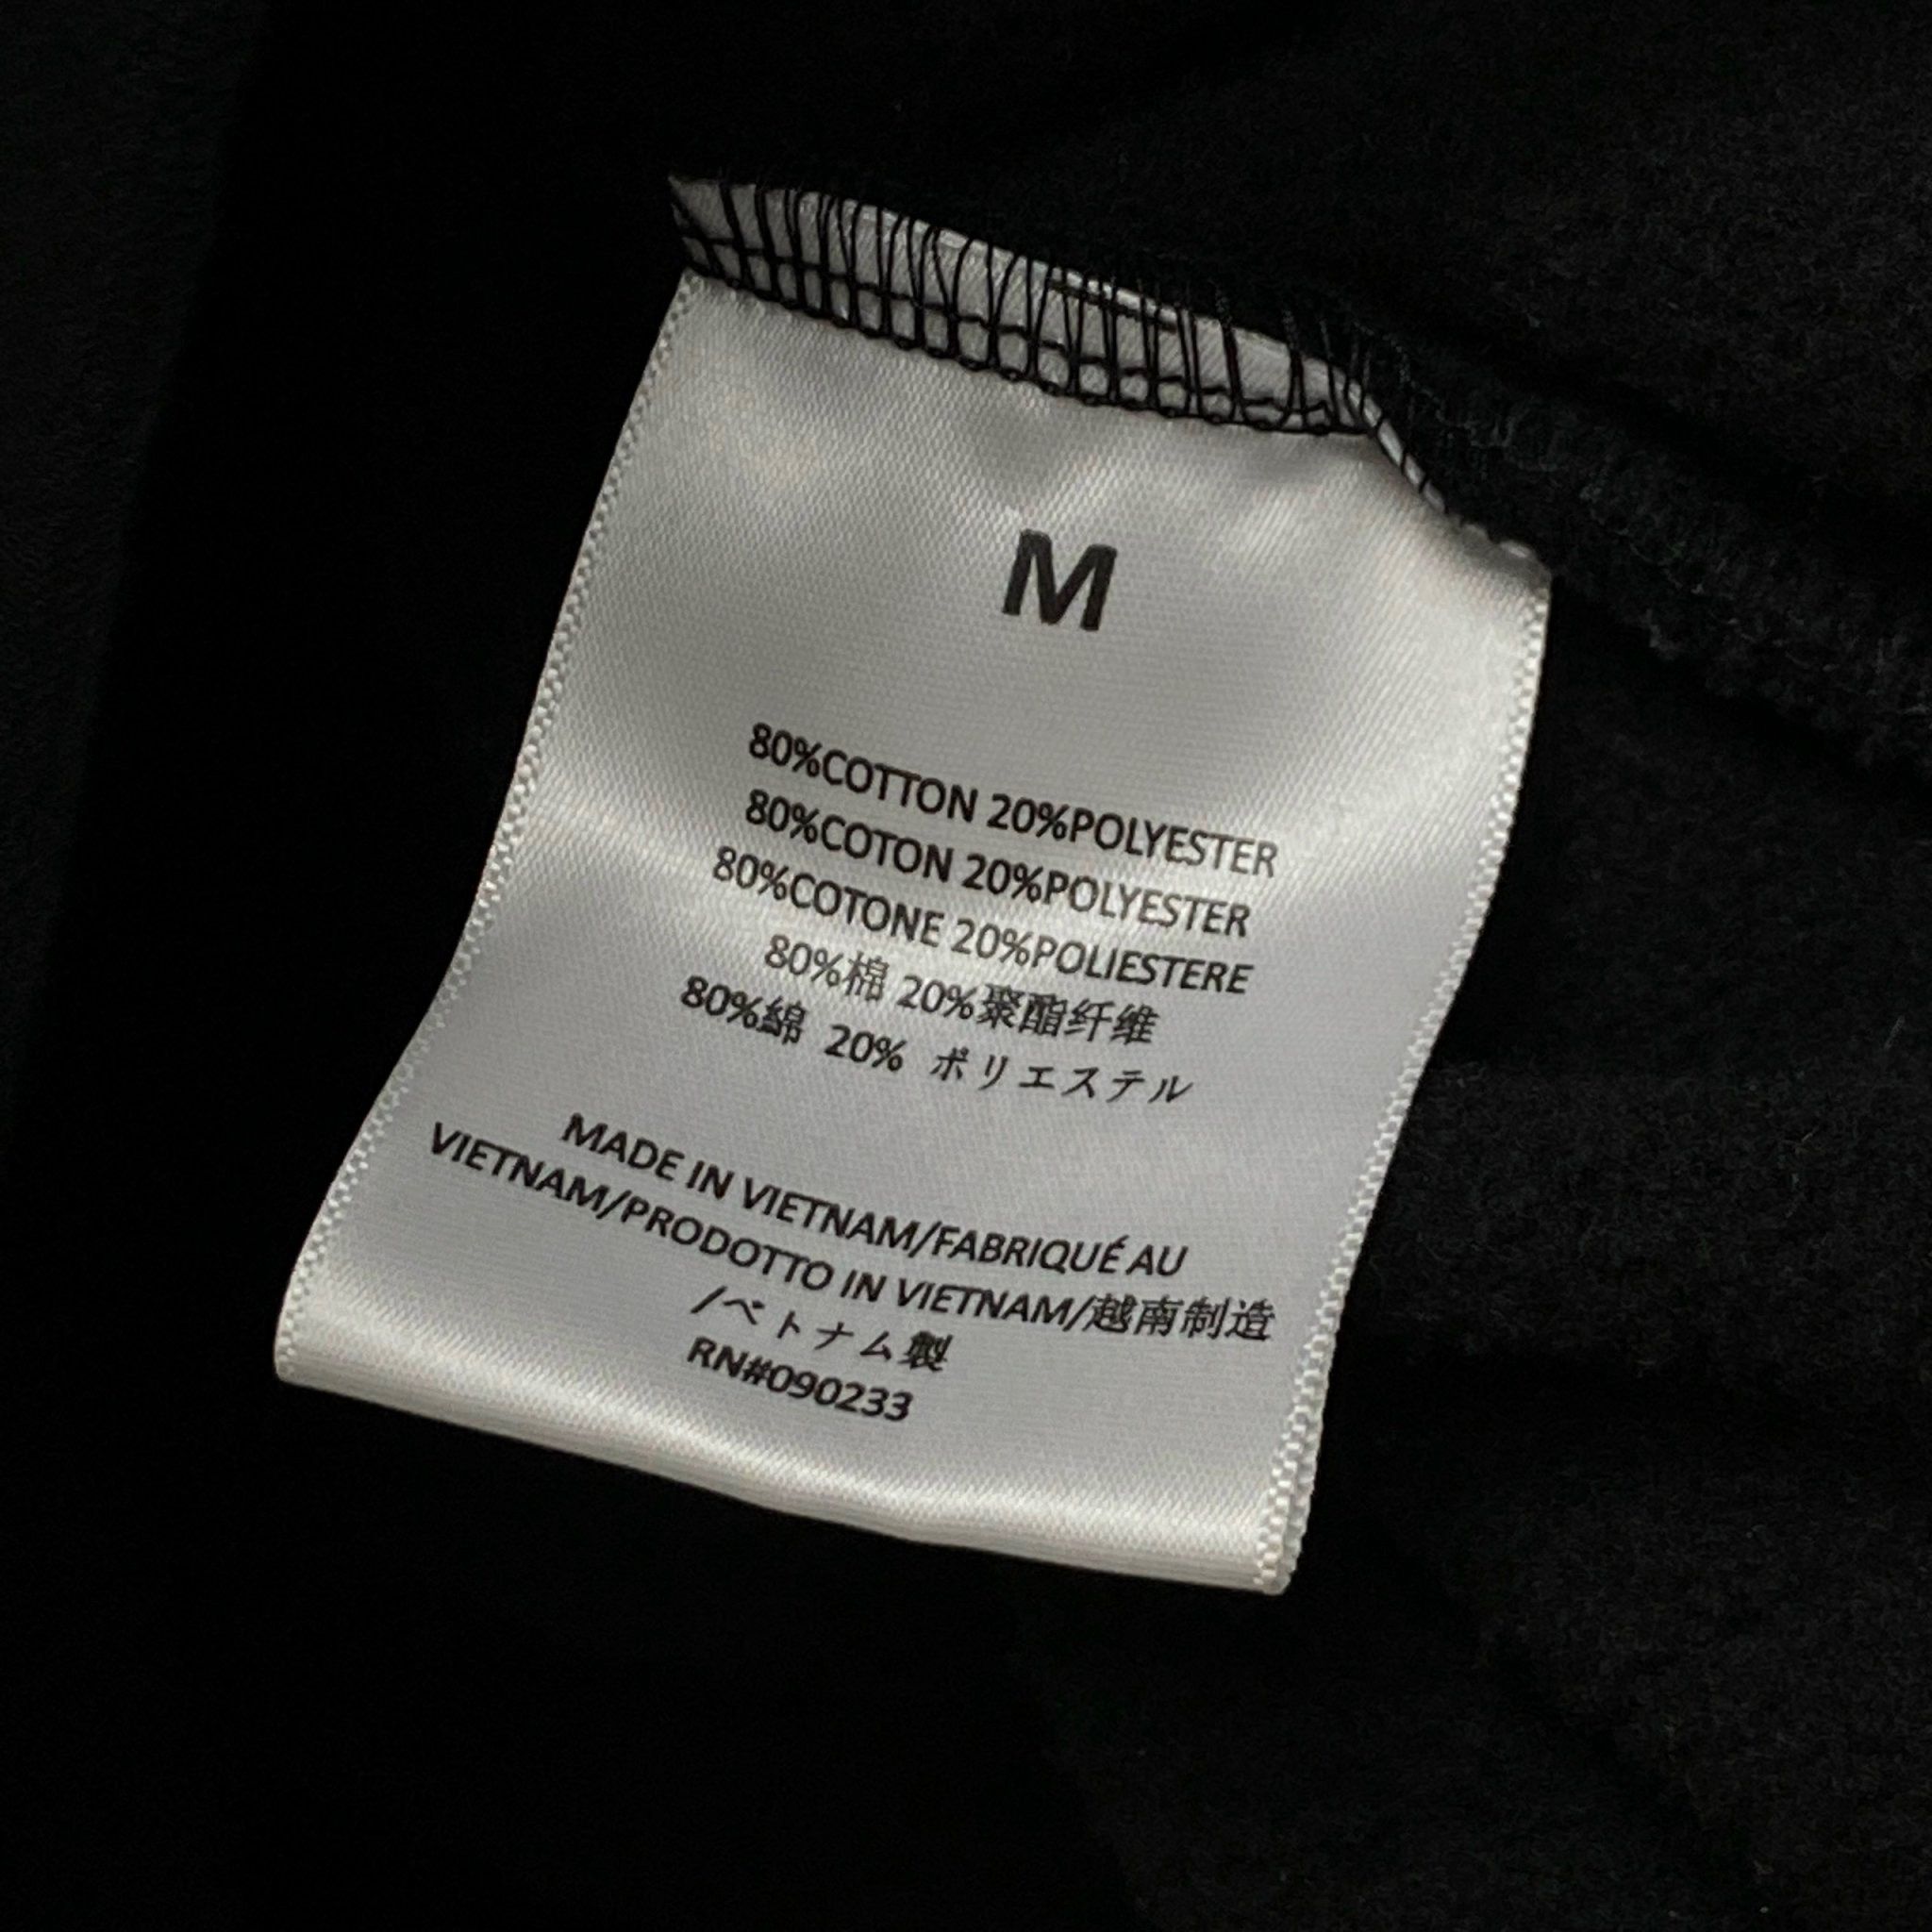 M
80%COTTON 20%POLYESTER
80%COTON 20%POLYESTER
80%COTONE 20%POLIESTERE
80%棉 20%聚酯纤维
80%綿 20% ポリエステル
MADE IN VIETNAM/FABRIQUÉ AU
VIETNAM/PRODOTTO IN VIETNAM/越南制造
/ベトナム製
RN#090233